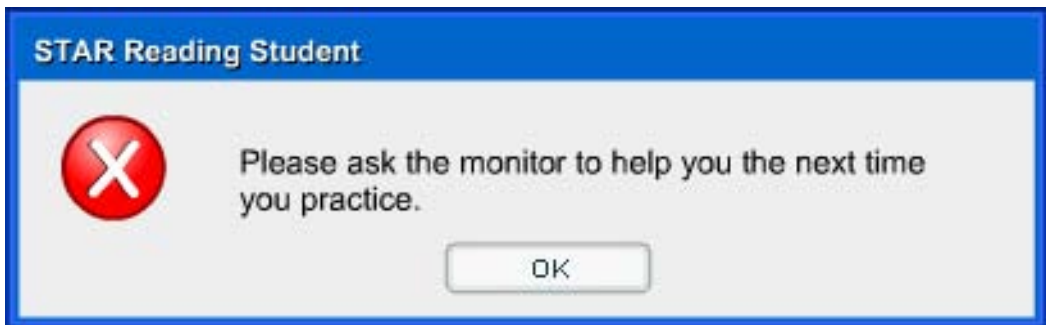 STAR Reading Student
Please ask the monitor to help you the next time
you practice.
OK